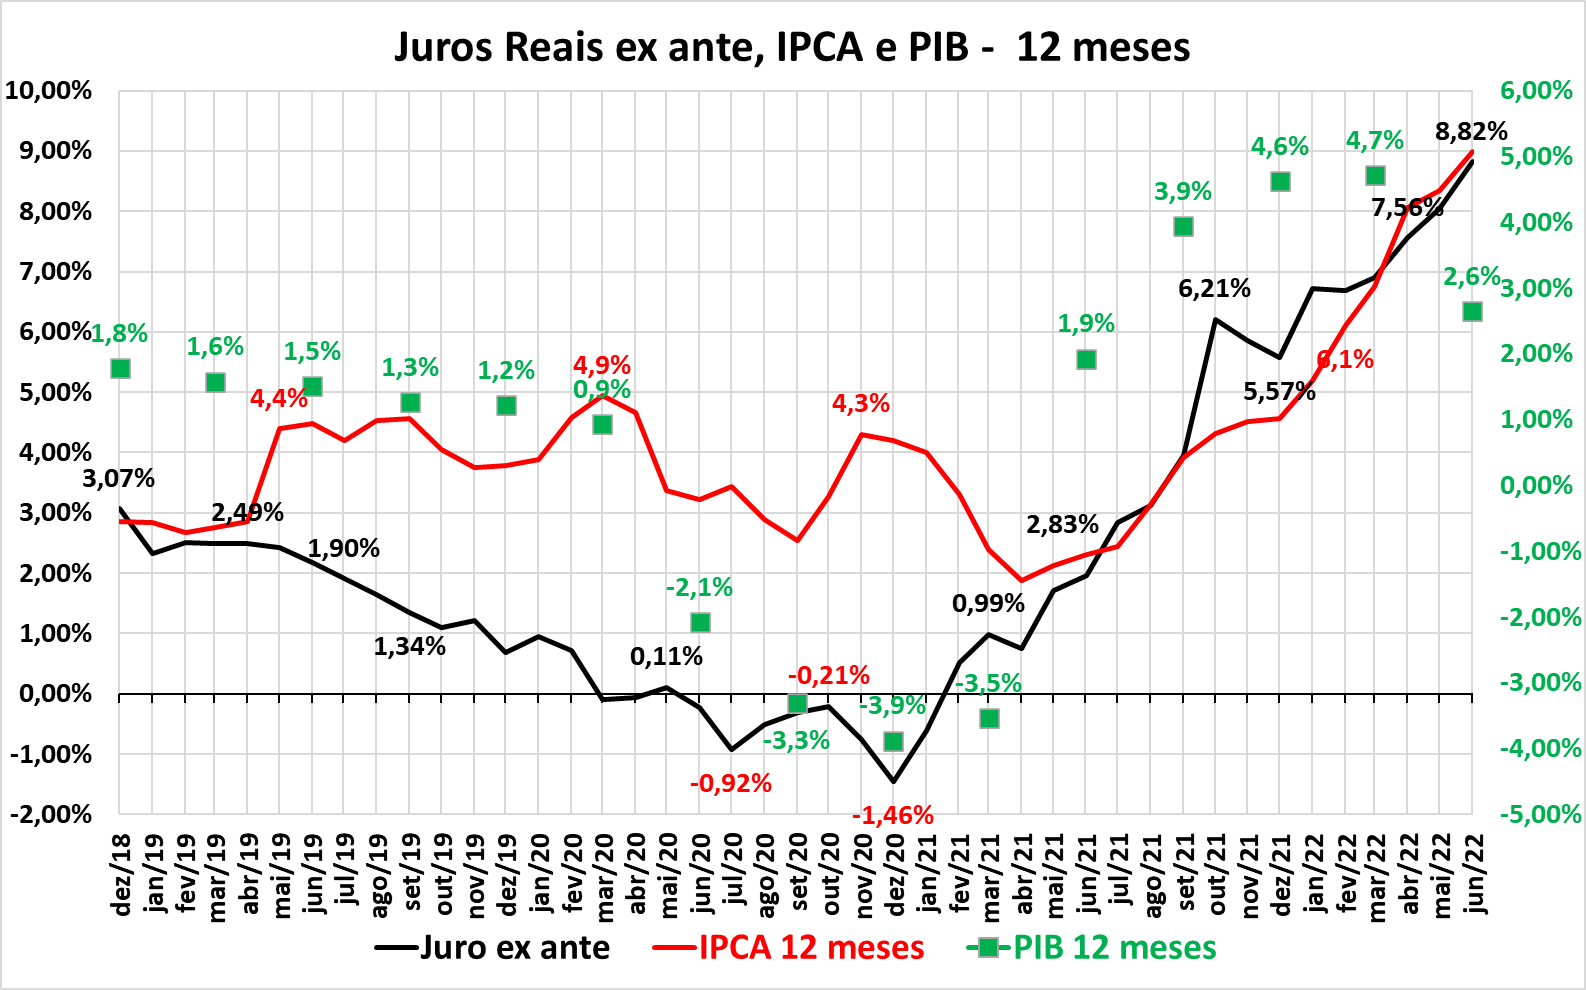 Juros Reais ex ante, IPCA e PIB -  12 meses
10,00%
9,00%
8,00%
7,00%
6,00%
5,00%
4,00%
3,00%
2,00%
1,00%
0,00%
-1,00%
-2,00%
6,00%
5,00%
4,00%
3,00%
2,00%
1,00%
0,00%
-1,00%
-2,00%
-3,00%
-4,00%
-5,00%
1,8%
1,6%
1,5%
1,3%
1,2%
0,9%
-2,1%
-3,3%
-3,9%
-3,5%
1,9%
3,9%
4,6%
4,7%
2,6%
4,4%
4,9%
4,3%
6,1%
3,07%
2,49%
1,90%
1,34%
0,11%
-0,92%
-0,21%
-1,46%
0,99%
2,83%
6,21%
5,57%
7,56%
8,82%
dez/18
jan/19
fev/19
mar/19
abr/19
mai/19
jun/19
jul/19
ago/19
set/19
out/19
nov/19
dez/19
jan/20
fev/20
mar/20
abr/20
mai/20
jun/20
jul/20
ago/20
set/20
out/20
nov/20
dez/20
jan/21
fev/21
mar/21
abr/21
mai/21
jun/21
jul/21
ago/21
set/21
out/21
nov/21
dez/21
jan/22
fev/22
mar/22
abr/22
mai/22
jun/22
Juro ex ante
IPCA 12 meses
PIB 12 meses